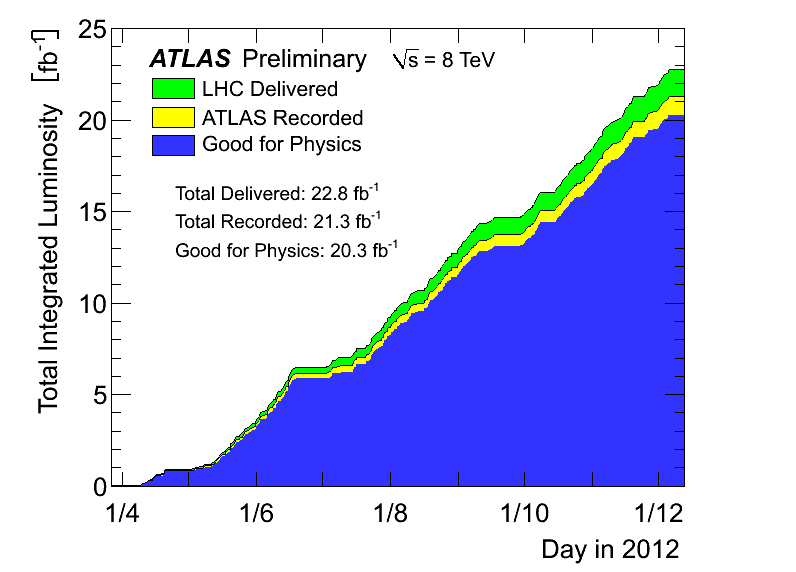 25
20
15
10
5
0
Total Integrated Luminosity [fb⁻¹]
ATLAS Preliminary √s = 8 TeV
LHC Delivered
ATLAS Recorded
Good for Physics
Total Delivered: 22.8 fb⁻¹
Total Recorded: 21.3 fb⁻¹
Good for Physics: 20.3 fb⁻¹
1/4 1/6 1/8 1/10 1/12
Day in 2012